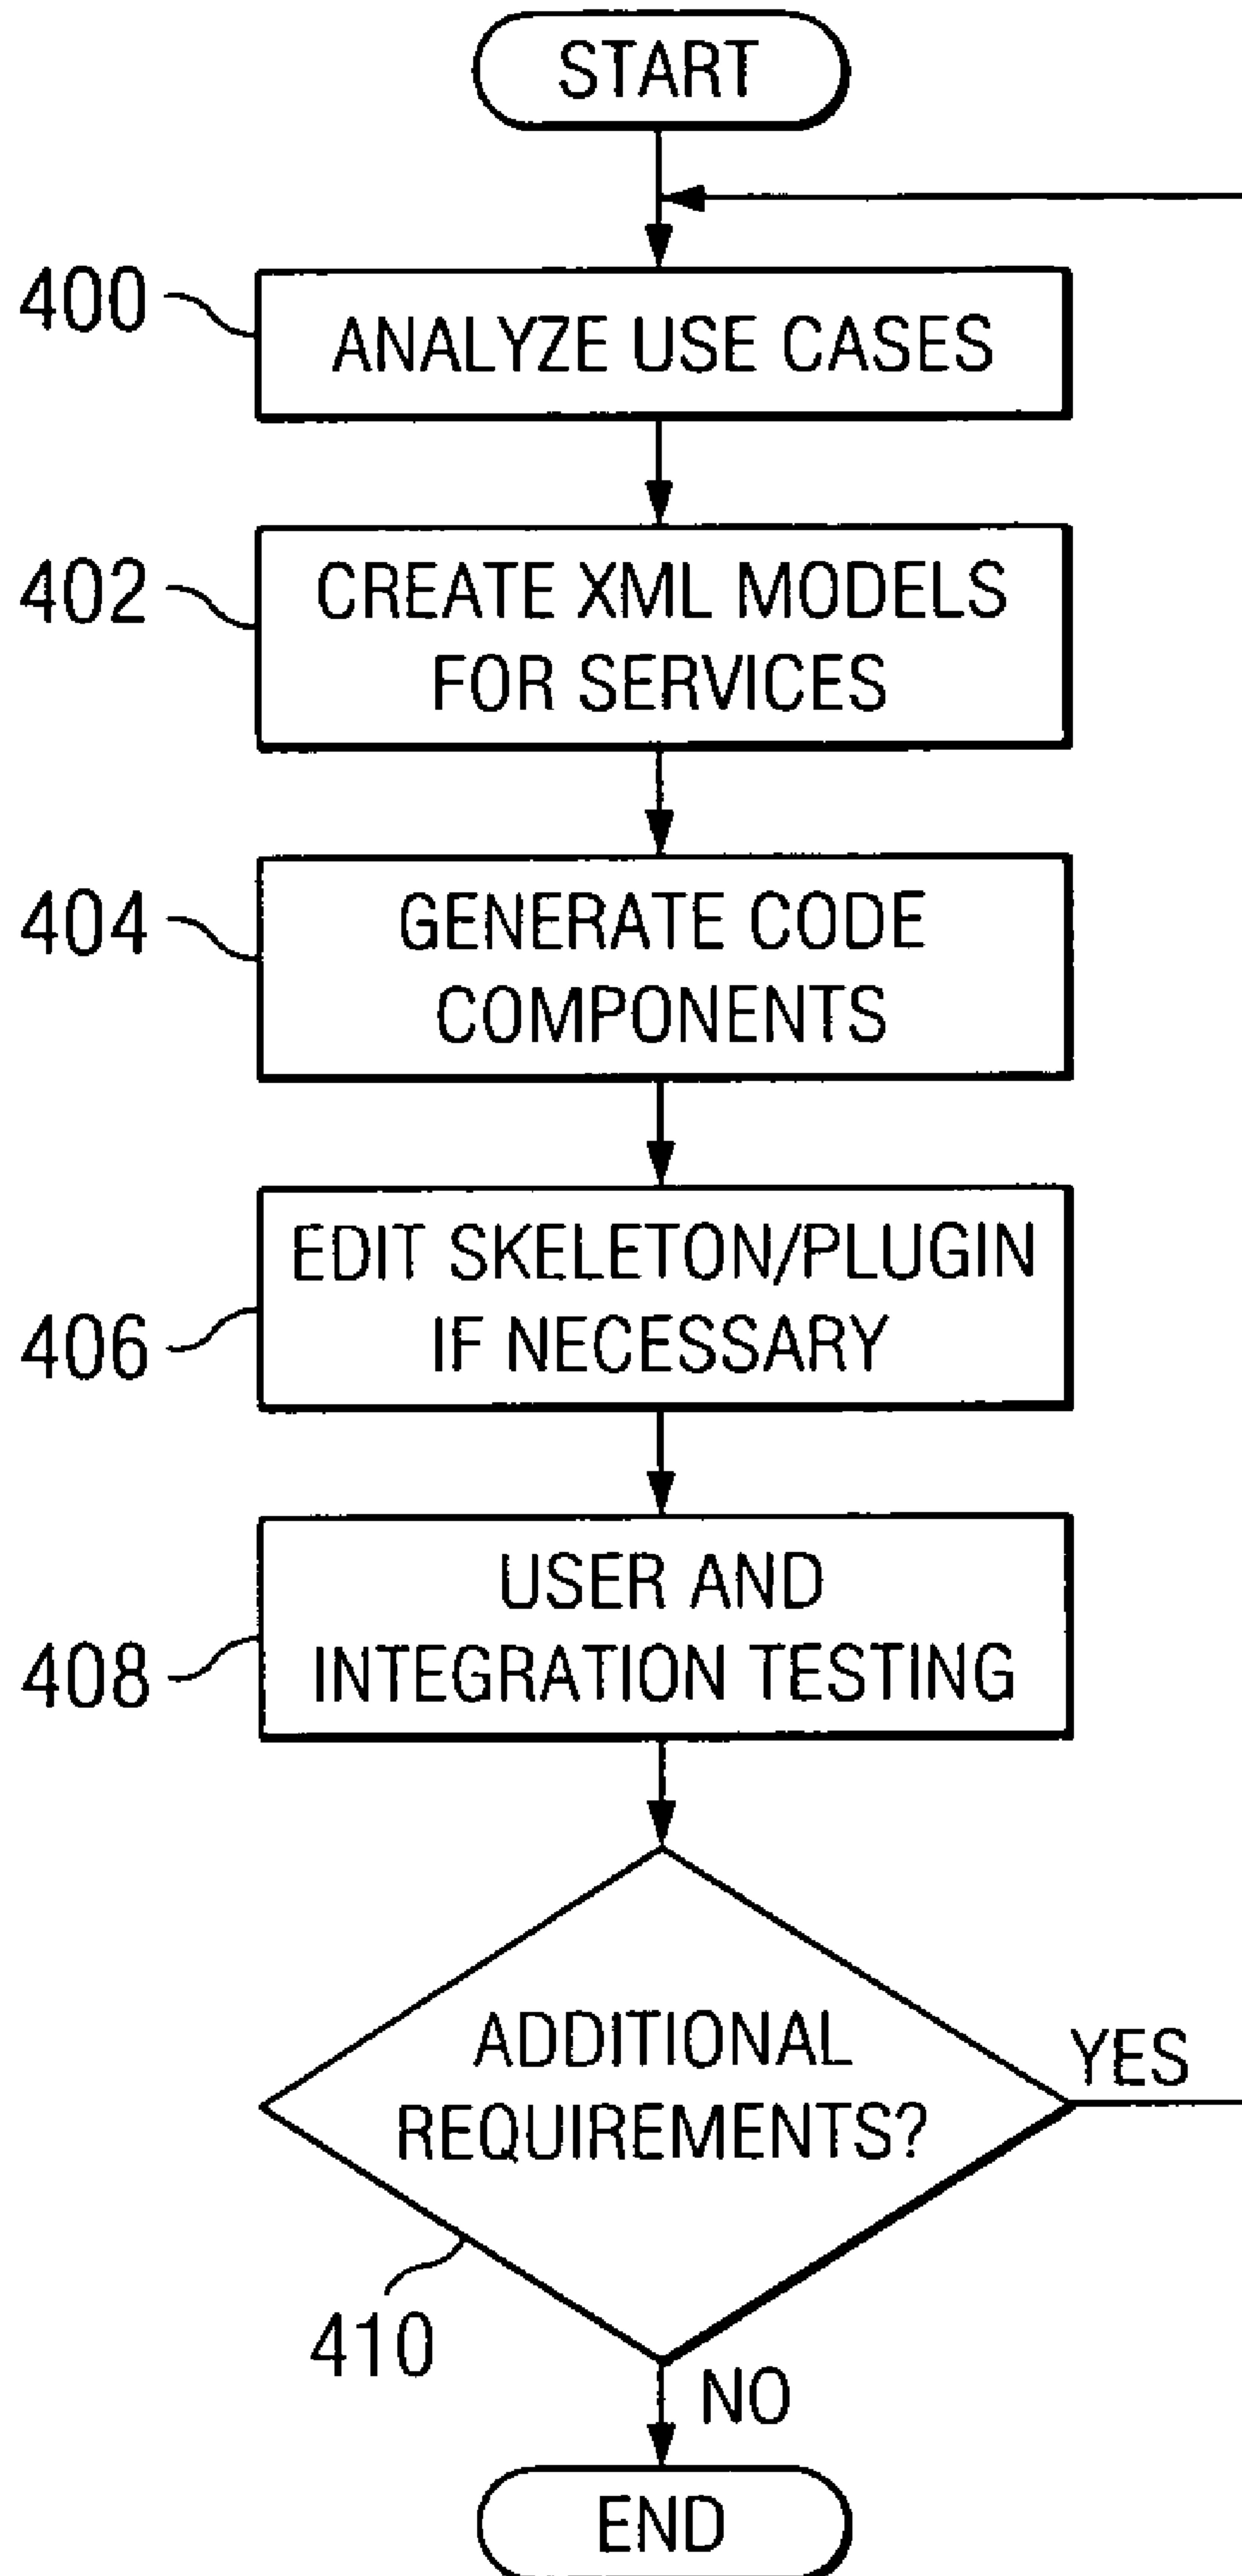 START
400
ANALYZE USE CASES
402
CREATE XML MODELS
FOR SERVICES
404
GENERATE CODE
COMPONENTS
406
EDIT SKELETON/PLUGIN
IF NECESSARY
408
USER AND
INTEGRATION TESTING
ADDITIONAL
REQUIREMENTS?
YES
410
NO
END